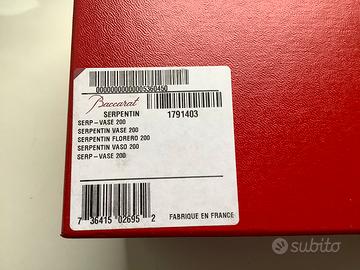 0000000000005360450
Baccarat
SERPENTIN 1791403
SERP-VASE 200
SERPENTIN VASE 200
SERPENTIN FLORERO 200
SERPENTIN VASO 200
SERP-VASE 200
7 36415 02695 2
FABRIQUE EN FRANCE
subito